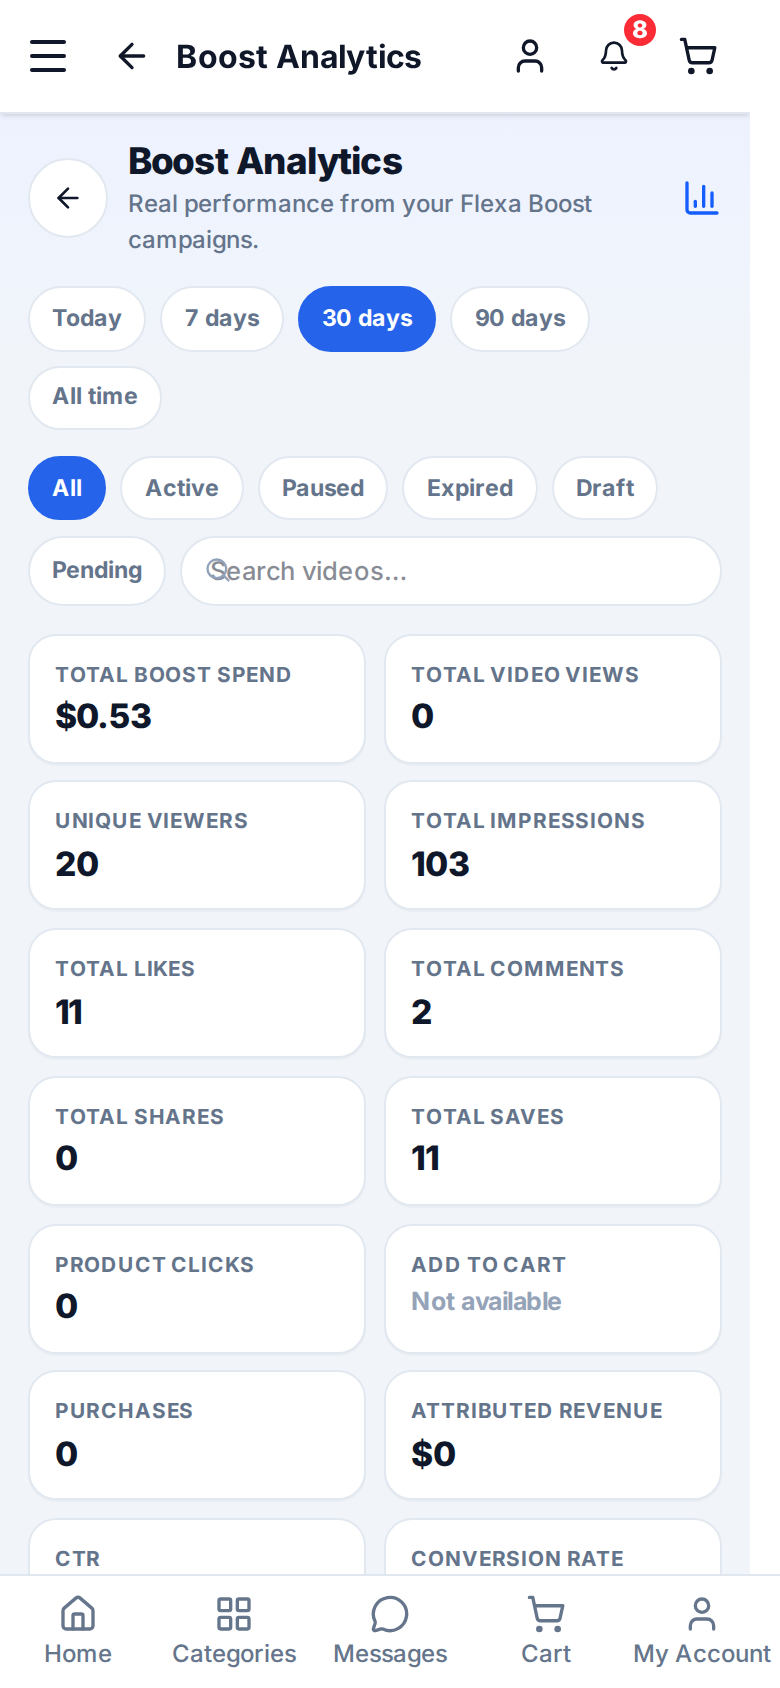 Boost Analytics
8
Boost Analytics
Real performance from your Flexa Boost
campaigns.
Today
7 days
30 days
90 days
All time
All
Active
Paused
Expired
Draft
Pending
Search videos...
TOTAL BOOST SPEND
$0.53
TOTAL VIDEO VIEWS
0
UNIQUE VIEWERS
20
TOTAL IMPRESSIONS
103
TOTAL LIKES
11
TOTAL COMMENTS
2
TOTAL SHARES
0
TOTAL SAVES
11
PRODUCT CLICKS
0
ADD TO CART
Not available
PURCHASES
0
ATTRIBUTED REVENUE
$0
CTR
CONVERSION RATE
Home
Categories
Messages
Cart
My Account